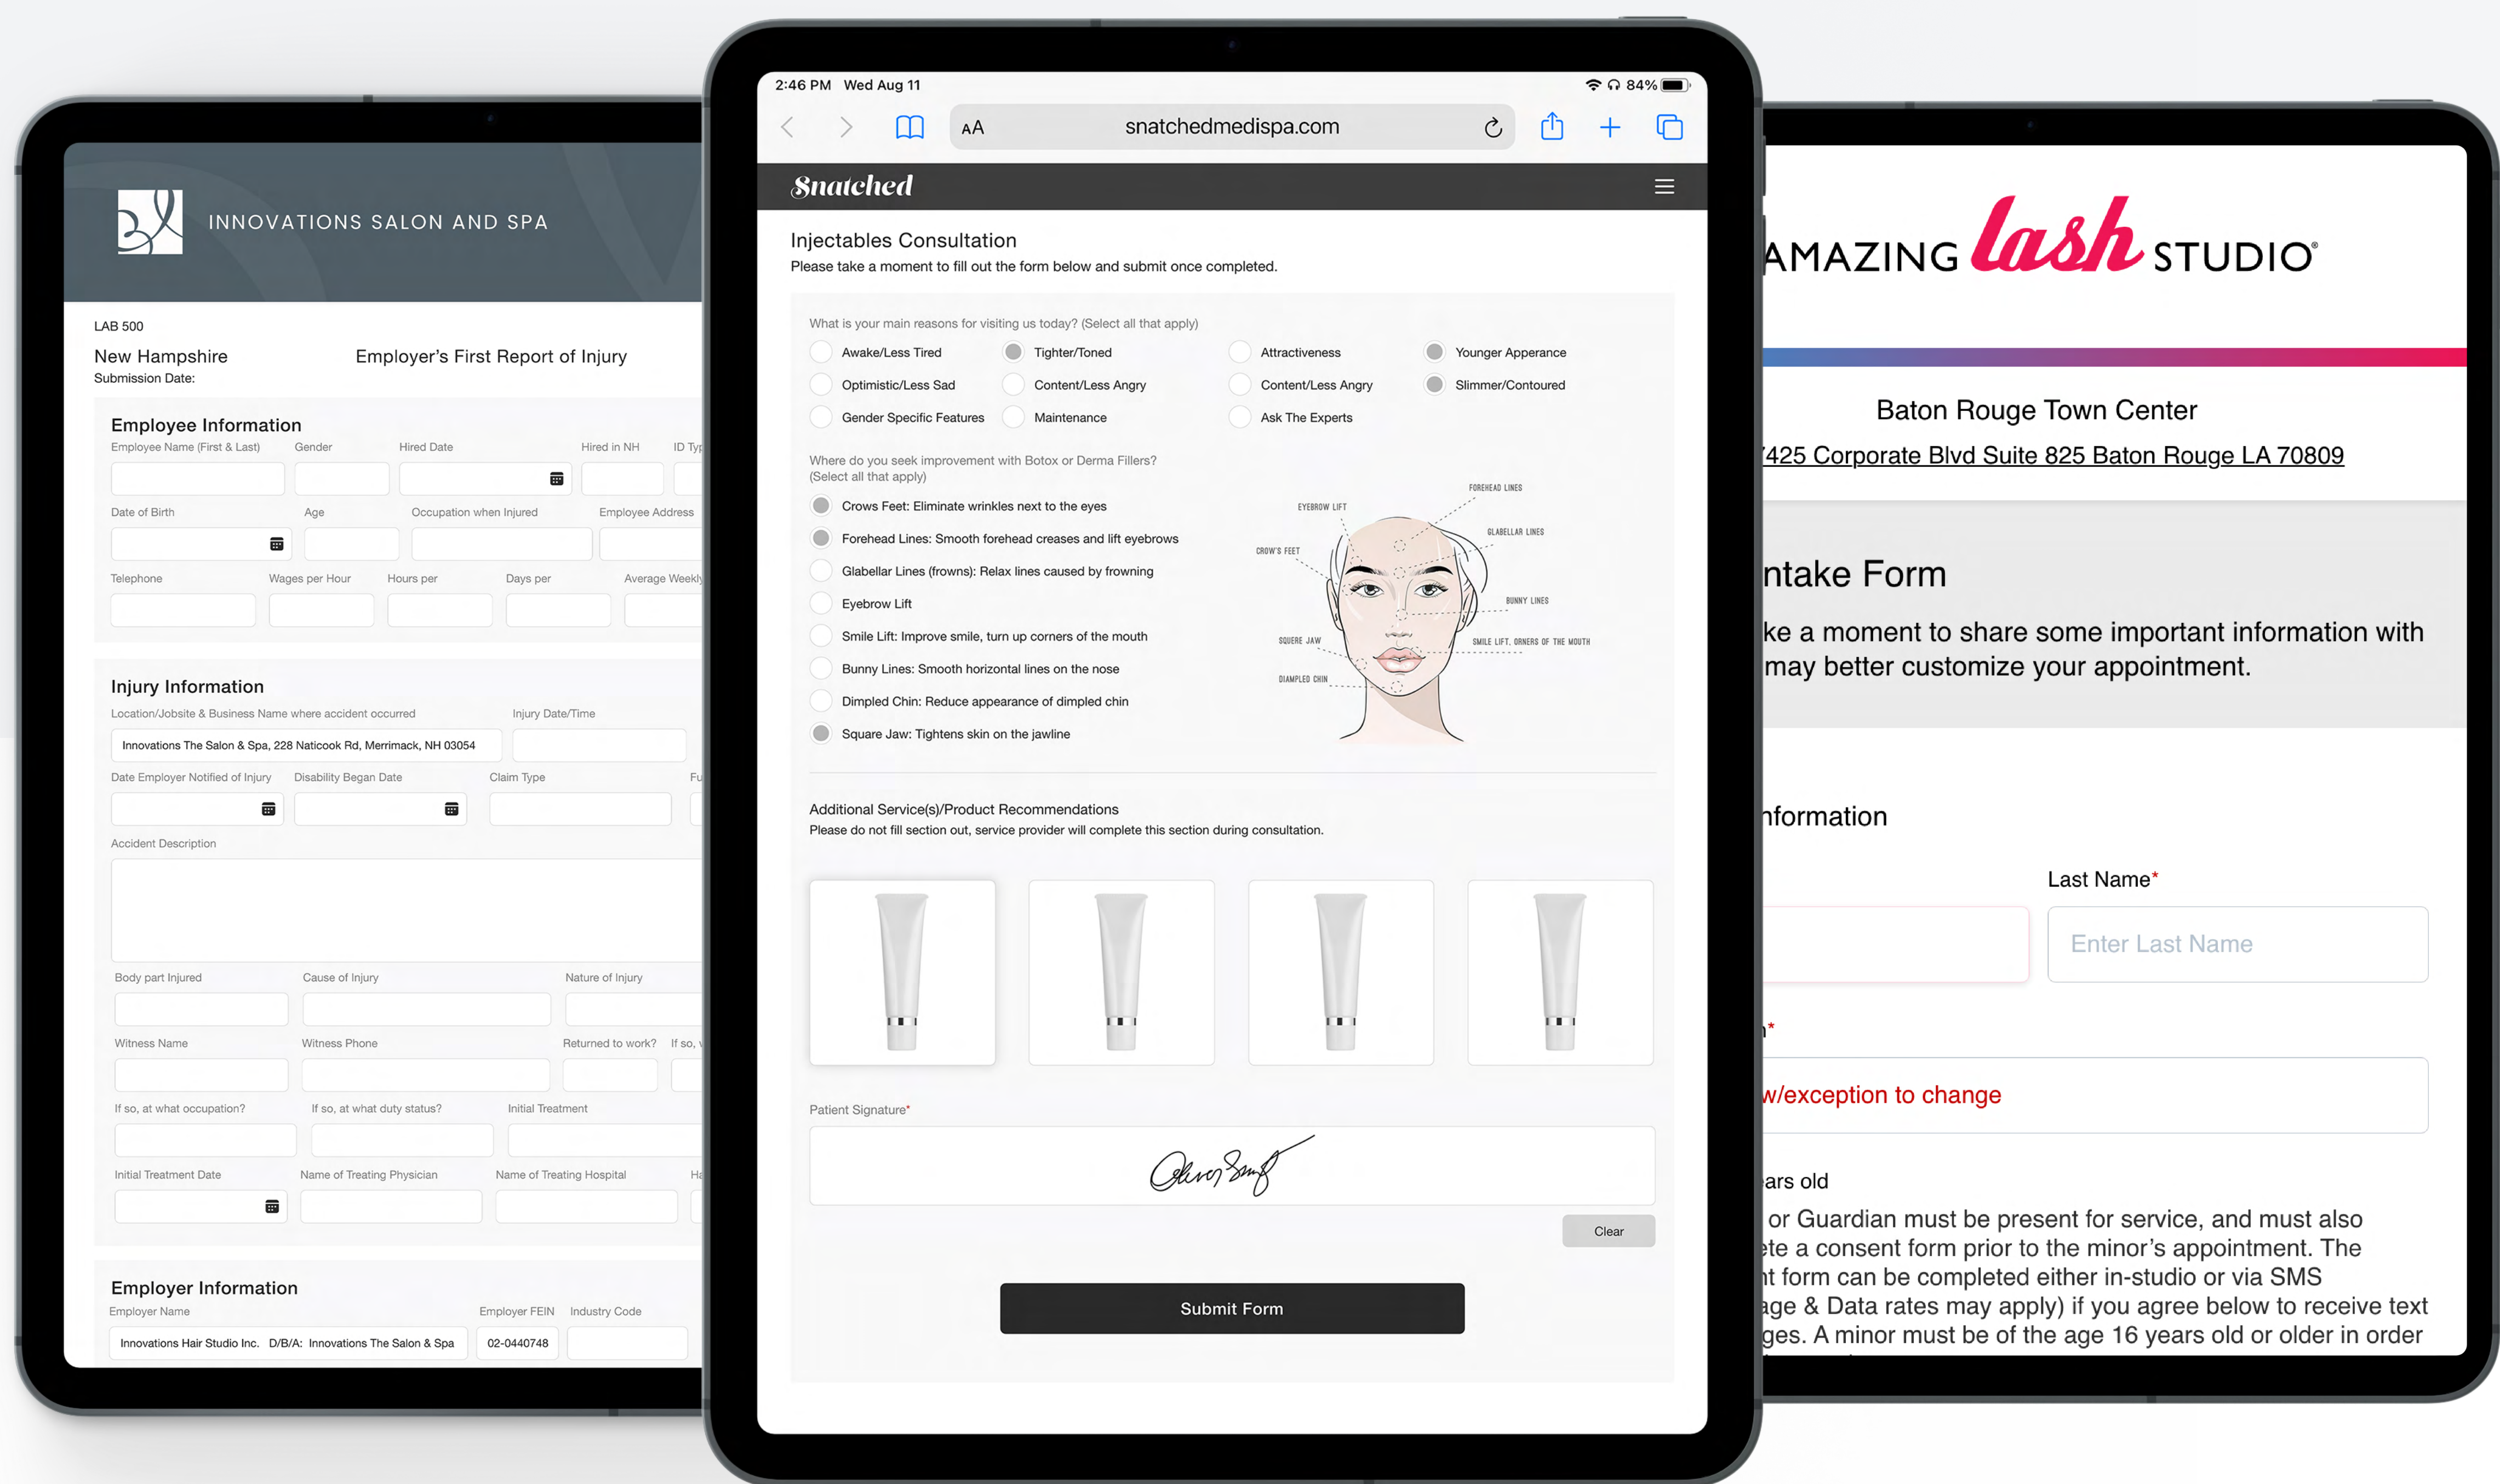 INNOVATIONS SALON AND SPA
LAB 500
New Hampshire Employer's First Report of Injury
Submission Date:
Employee Information
Employee Name (First & Last) Gender Hired Date Hired in NH ID
Date of Birth Age Occupation when Injured Employee Address
Telephone Wages per Hour Hours per Days per Average Weekly
Injury Information
Location/Jobsite & Business Name where accident occurred Injury Date/Time
Innovations The Salon & Spa, 228 Naticook Rd, Merrimack, NH 03054
Date Employer Notified of Injury Disability Began Date Claim Type
Accident Description
Body part Injured Cause of Injury Nature of Injury
Witness Name Witness Phone Returned to work? If so,
If so, at what occupation? If so, at what duty status? Initial Treatment
Initial Treatment Date Name of Treating Physician Name of Treating Hospital
Employer Information
Employer Name Employer FEIN Industry Code
Innovations Hair Studio Inc. D/B/A: Innovations The Salon & Spa 02-0440748
2:46 PM Wed Aug 11 84%
AA snatchedmedispa.com
Snatched
Injectables Consultation
Please take a moment to fill out the form below and submit once completed.
What is your main reasons for visiting us today? (Select all that apply)
Awake/Less Tired Tighter/Toned Attractiveness Younger Apperance
Optimistic/Less Sad Content/Less Angry Content/Less Angry Slimmer/Contoured
Gender Specific Features Maintenance Ask The Experts
Where do you seek improvement with Botox or Derma Fillers?
(Select all that apply)
Crows Feet: Eliminate wrinkles next to the eyes
Forehead Lines: Smooth forehead creases and lift eyebrows
Glabellar Lines (frowns): Relax lines caused by frowning
Eyebrow Lift
Smile Lift: Improve smile, turn up corners of the mouth
Bunny Lines: Smooth horizontal lines on the nose
Dimpled Chin: Reduce appearance of dimpled chin
Square Jaw: Tightens skin on the jawline
FOREHEAD LINES
EYEBROW LIFT
GLABELLAR LINES
CROW'S FEET
BUNNY LINES
SQUERE JAW
SMILE LIFT, ORNERS OF THE MOUTH
DIAMPLED CHIN
Additional Service(s)/Product Recommendations
Please do not fill section out, service provider will complete this section during consultation.
Patient Signature*
Clear
Submit Form
AMAZING lash STUDIO®
Baton Rouge Town Center
7425 Corporate Blvd Suite 825 Baton Rouge LA 70809
ntake Form
ke a moment to share some important information with
may better customize your appointment.
nformation
Last Name*
Enter Last Name
w/exception to change
ars old
or Guardian must be present for service, and must also
ete a consent form prior to the minor's appointment. The
nt form can be completed either in-studio or via SMS
age & Data rates may apply) if you agree below to receive text
ges. A minor must be of the age 16 years old or older in order